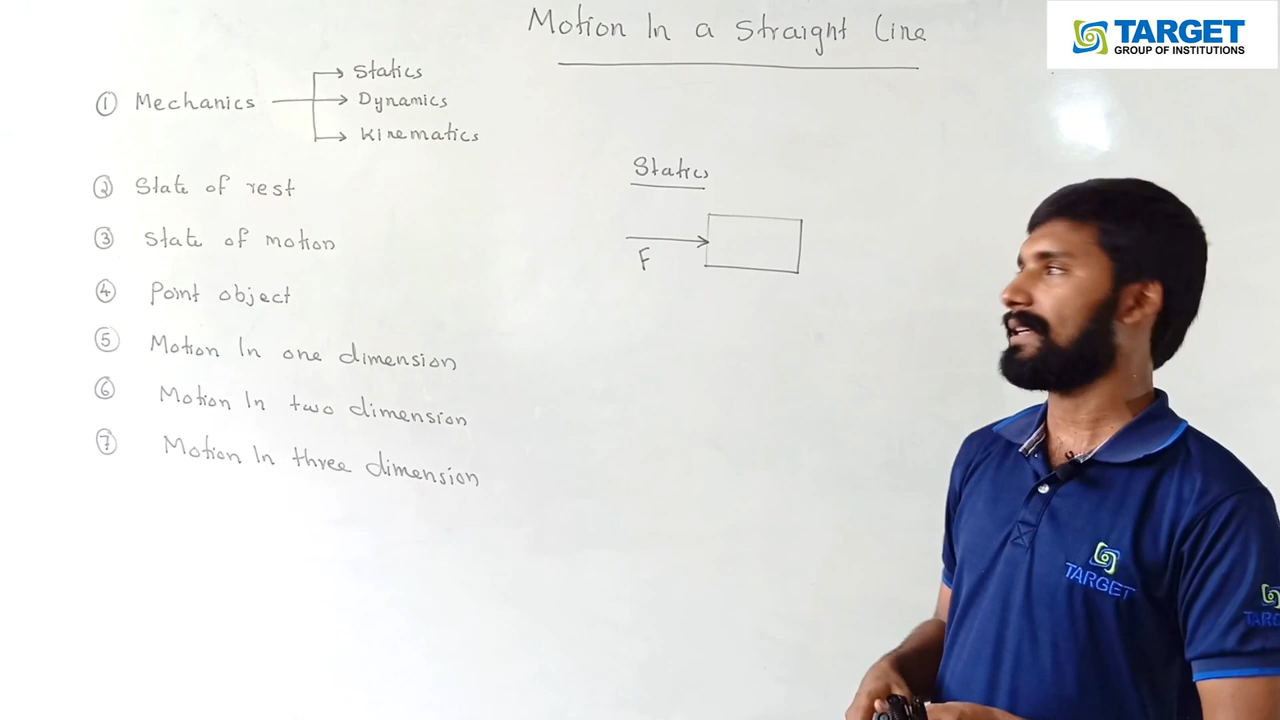 Motion In a Straight Line
TARGET
GROUP OF INSTITUTIONS
① Mechanics
Statics
Dynamics
Kinematics
② State of rest
③ State of motion
④ Point object
⑤ Motion In one dimension
⑥ Motion In two dimension
⑦ Motion In three dimension
Statics
F
TARGET
TARG